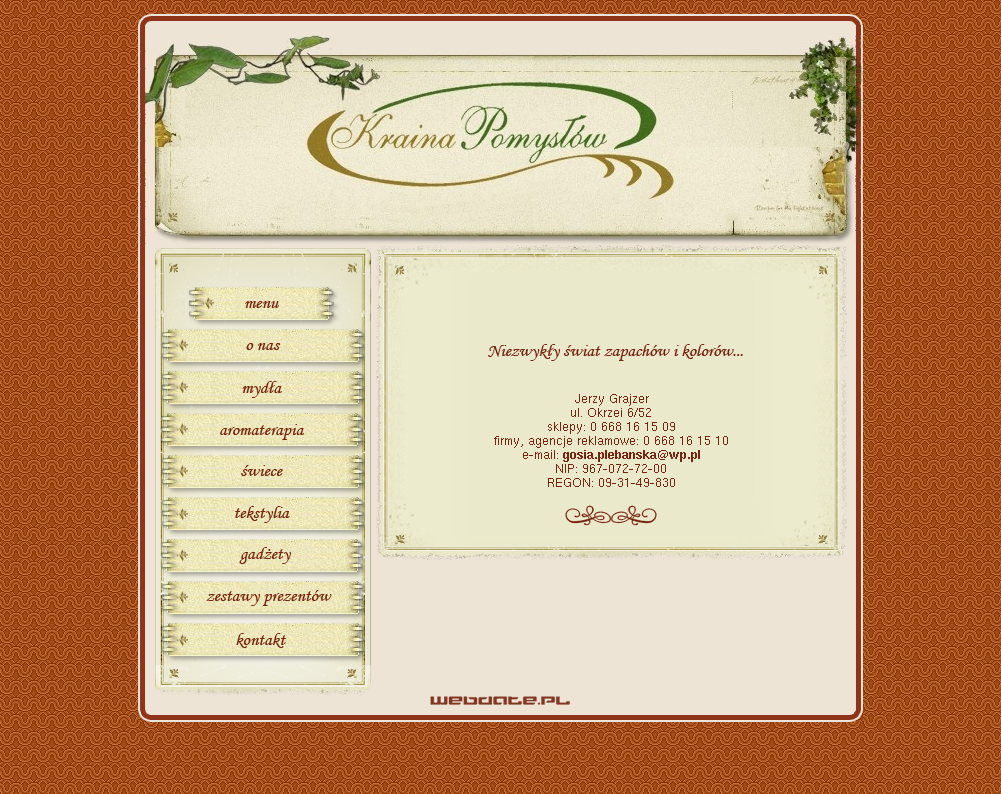 Kraina Pomysłów
menu
o nas
mydła
aromaterapia
świece
tekstylia
gadżety
zestawy prezentów
kontakt
Niezwykły świat zapachów i kolorów...
Jerzy Grajzer
ul. Okrzei 6/52
sklepy: 0 668 16 15 09
firmy, agencje reklamowe: 0 668 16 15 10
e-mail: gosia.plebanska@wp.pl
NIP: 967-072-72-00
REGON: 09-31-49-830
webdate.pl